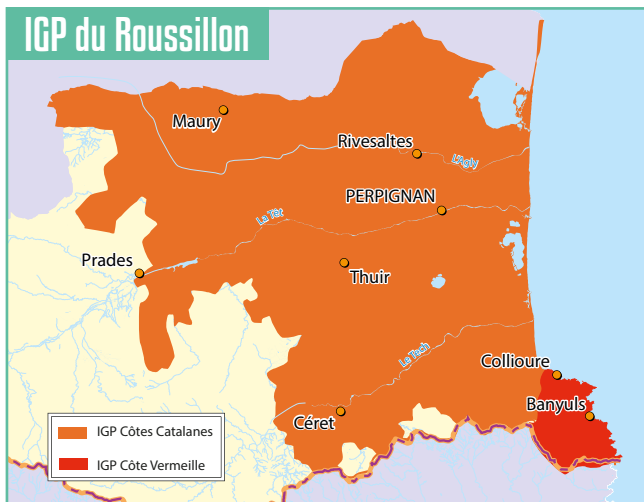 IGP du Roussillon
Maury
Rivesaltes
L'Agly
PERPIGNAN
La Têt
Prades
Thuir
Le Tech
Collioure
Banyuls
Céret
IGP Côtes Catalanes
IGP Côte Vermeille